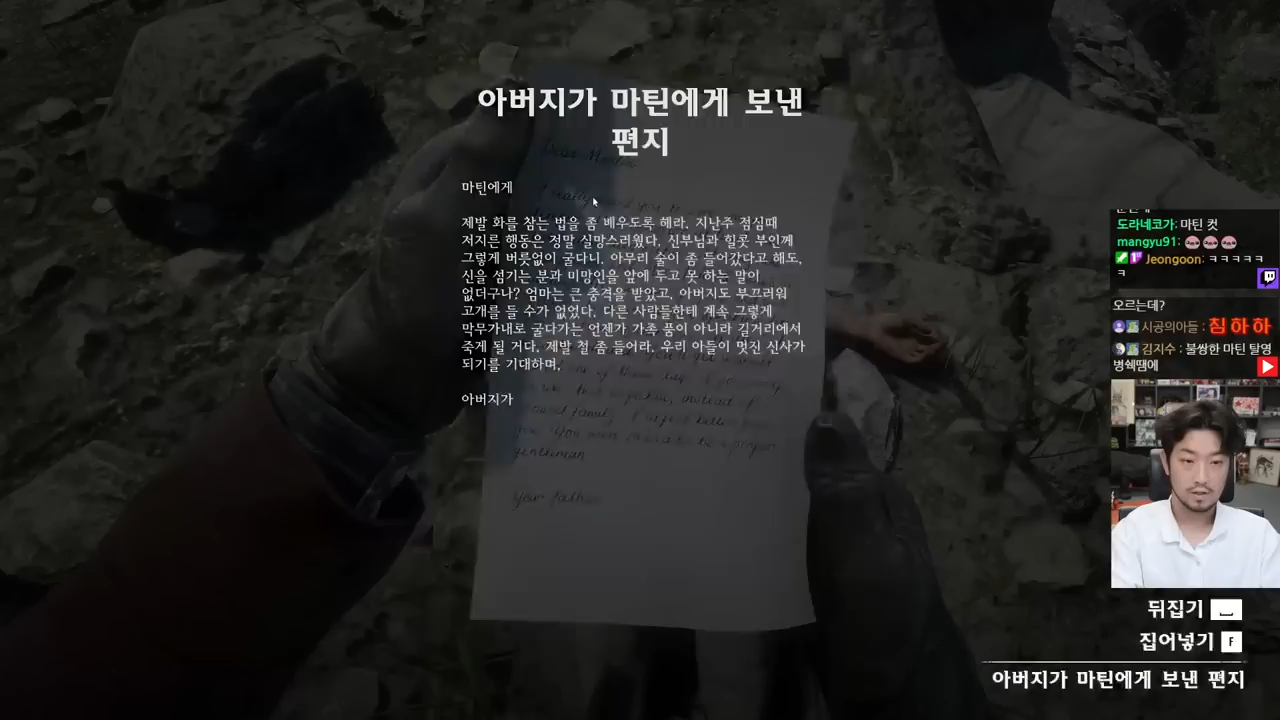 아버지가 마틴에게 보낸
편지
마틴에게
제발 화를 참는 법을 좀 배우도록 해라. 지난주 점심때
저지른 행동은 정말 실망스러웠다. 신부님과 힐롯 부인께
그렇게 버릇없이 굴다니. 아무리 술이 좀 들어갔다고 해도,
신을 섬기는 분과 미망인을 앞에 두고 못 하는 말이
없더구나? 엄마는 큰 충격을 받았고, 아버지도 부끄러워
고개를 들 수가 없었다. 다른 사람들한테 계속 그렇게
막무가내로 굴다가는 언젠가 가족 품이 아니라 길거리에서
죽게 될 거다. 제발 철 좀 들어라. 우리 아들이 멋진 신사가
되기를 기대하며,
아버지가
gentleman
your father
도라네코가: 마틴 컷
mangyu91:
Jeongoon: ㅋㅋㅋㅋㅋ
ㅋ
오르는데?
시공의아들 : 침하하
김지수 : 불쌍한 마틴 탈영
병쉑땜에
뒤집기
집어넣기 F
아버지가 마틴에게 보낸 편지